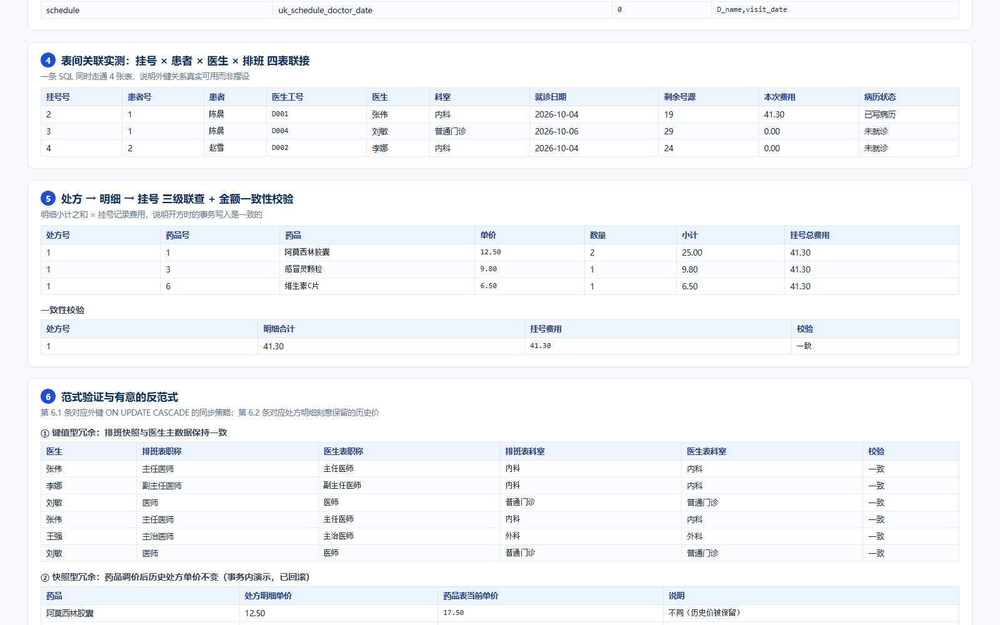 schedule uk_schedule_doctor_date 0 D_name,visit_date
4 表间关联实测：挂号 × 患者 × 医生 × 排班 四表联接
一条 SQL 同时走通 4 张表，说明外键关系真实可用而非摆设
挂号号 患者号 患者 医生工号 医生 科室 就诊日期 剩余号源 本次费用 病历状态
2 1 陈晨 D001 张伟 内科 2026-10-04 19 41.30 已写病历
3 1 陈晨 D004 刘敏 普通门诊 2026-10-06 29 0.00 未就诊
4 2 赵雪 D002 李娜 内科 2026-10-04 24 0.00 未就诊
5 处方 → 明细 → 挂号 三级联查 + 金额一致性校验
明细小计之和 = 挂号记录费用，说明开方时的事务写入是一致的
处方号 药品号 药品 单价 数量 小计 挂号总费用
1 1 阿莫西林胶囊 12.50 2 25.00 41.30
1 3 感冒灵颗粒 9.80 1 9.80 41.30
1 6 维生素C片 6.50 1 6.50 41.30
一致性校验
处方号 明细合计 挂号费用 校验
1 41.30 41.30 一致
6 范式验证与有意的反范式
第 6.1 条对应外键 ON UPDATE CASCADE 的同步策略；第 6.2 条对应处方明细刻意保留的历史价
① 键值型冗余：排班快照与医生主数据保持一致
医生 排班表职称 医生表职称 排班表科室 医生表科室 校验
张伟 主任医师 主任医师 内科 内科 一致
李娜 副主任医师 副主任医师 内科 内科 一致
刘敏 医师 医师 普通门诊 普通门诊 一致
张伟 主任医师 主任医师 内科 内科 一致
王强 主治医师 主治医师 外科 外科 一致
刘敏 医师 医师 普通门诊 普通门诊 一致
② 快照型冗余：药品调价后历史处方单价不变（事务内演示，已回滚）
药品 处方明细单价 药品表当前单价 说明
阿莫西林胶囊 12.50 17.50 不同（历史价被保留）